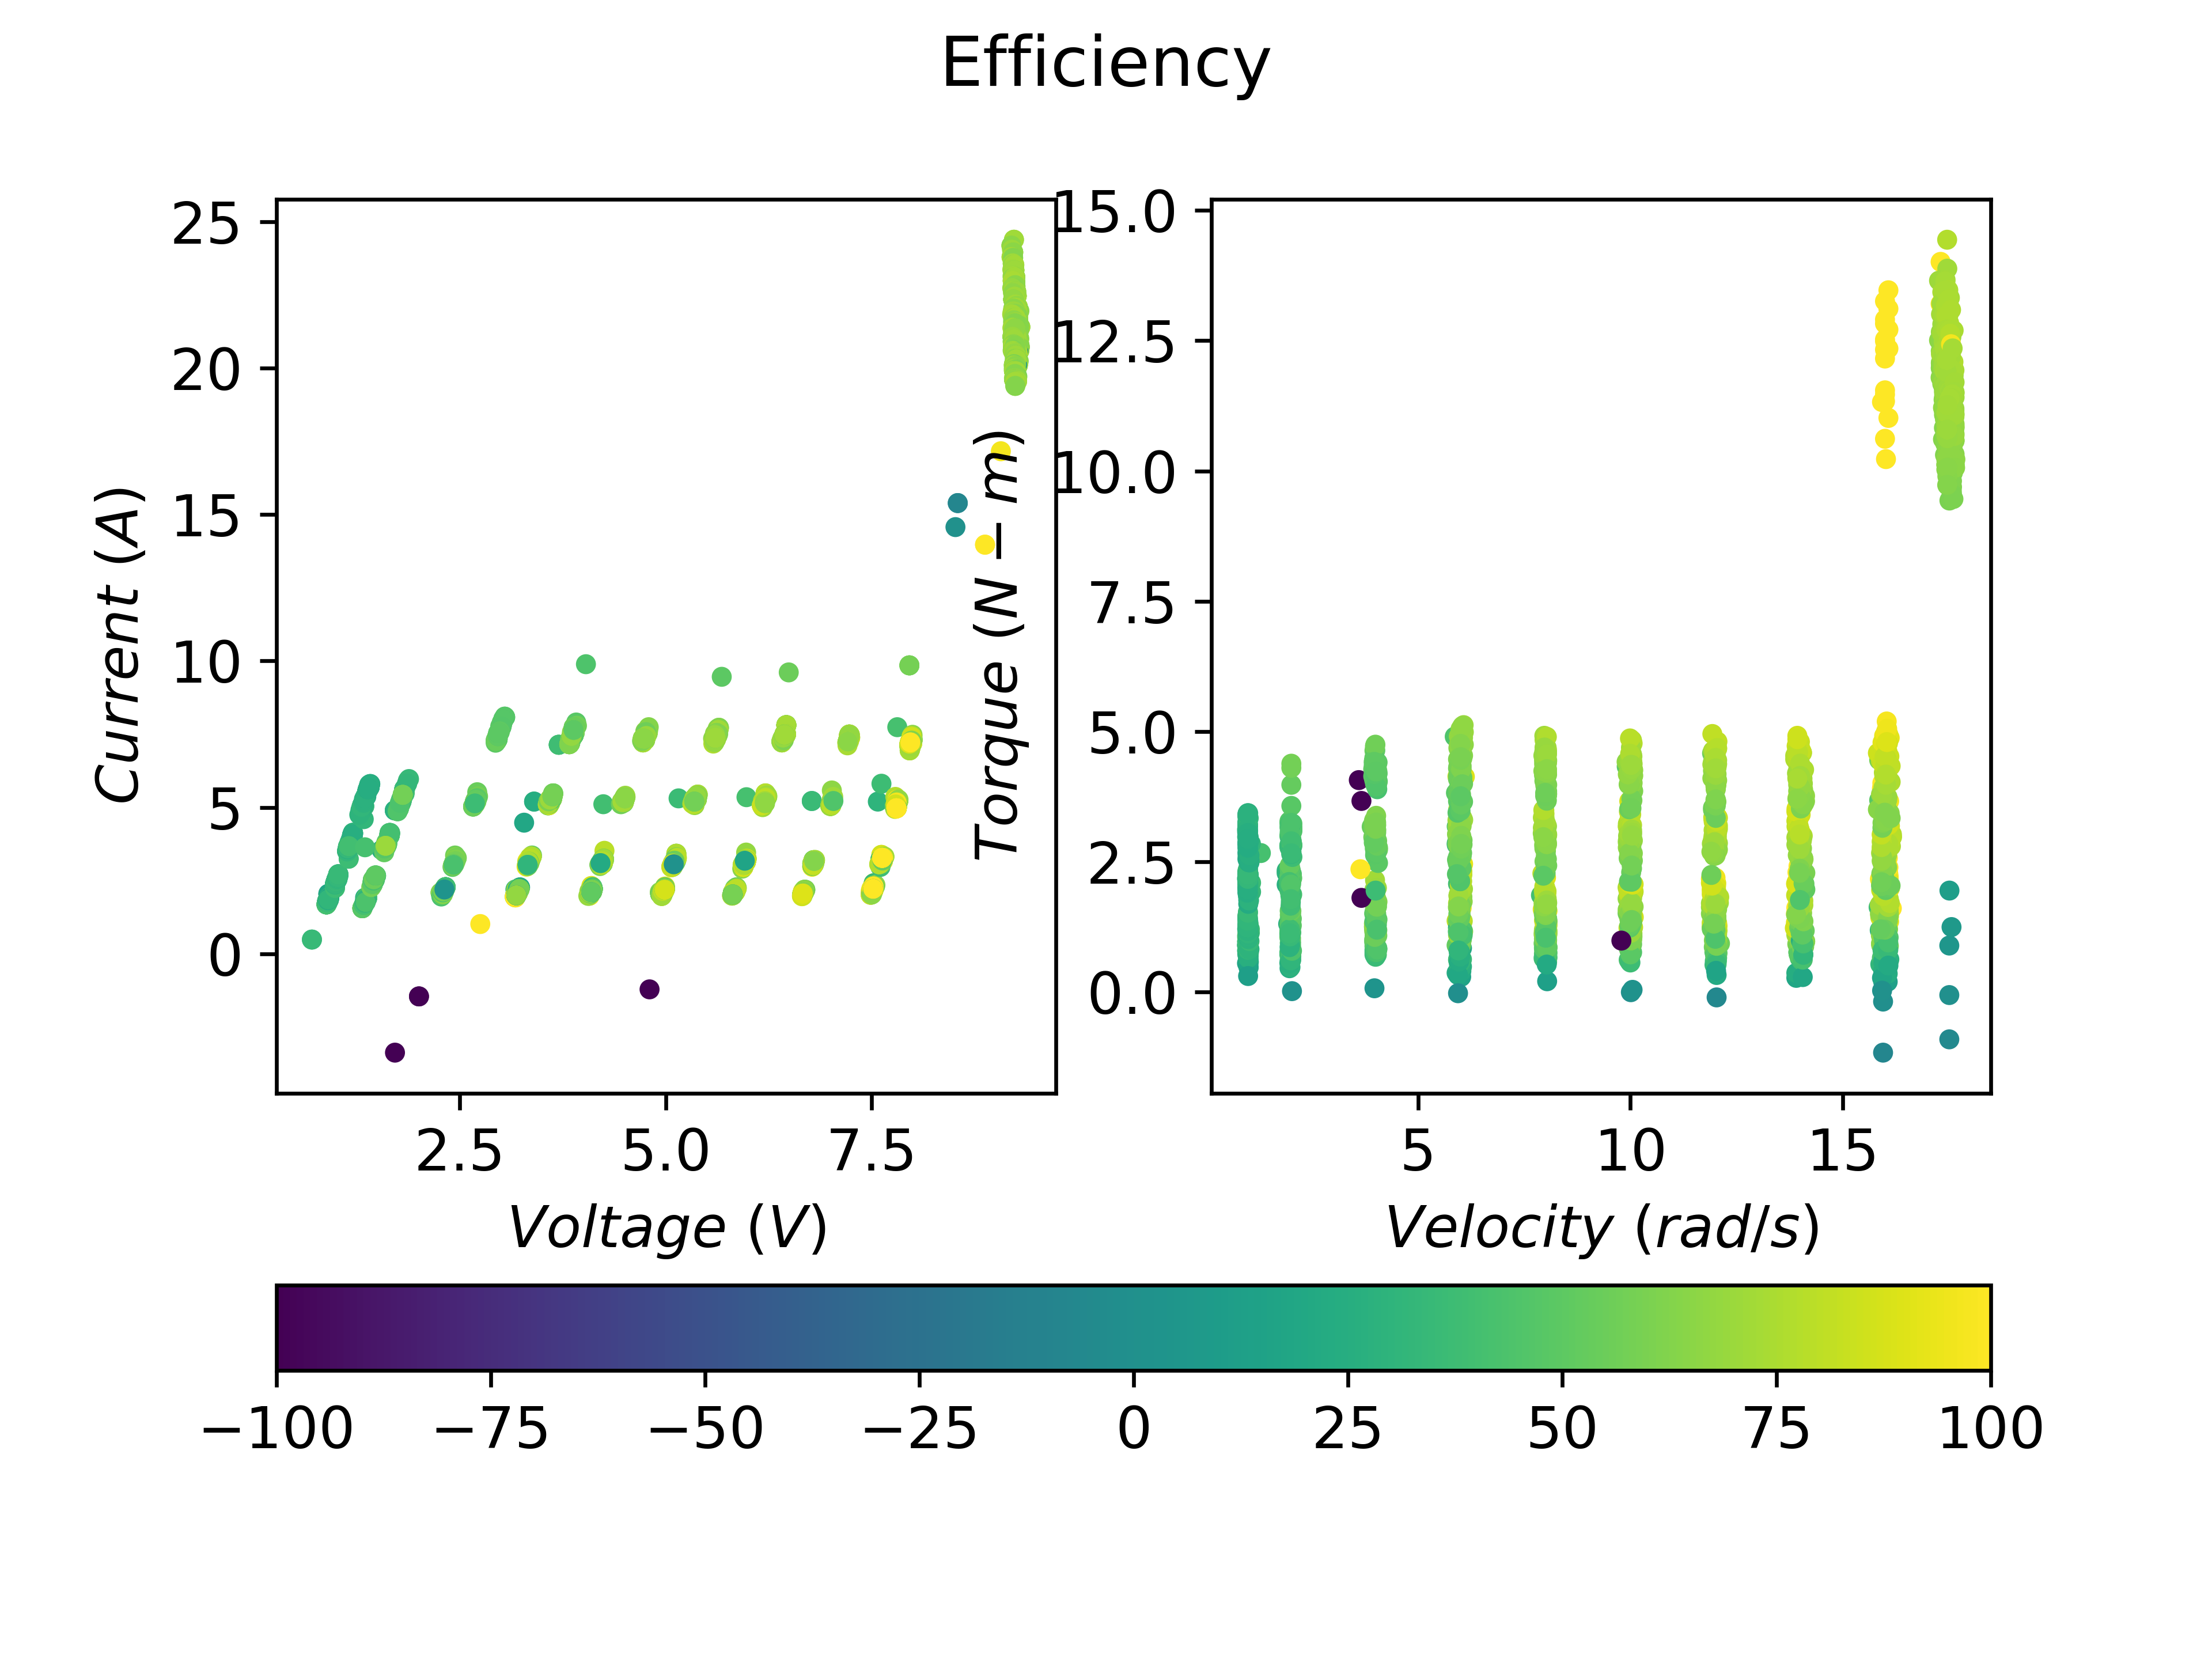 Efficiency
25
20
15
10
5
0
Current (A)
2.5 5.0 7.5
Voltage (V)
15.0
12.5
10.0
7.5
5.0
2.5
0.0
Torque (N − m)
5 10 15
Velocity (rad/s)
−100 −75 −50 −25 0 25 50 75 100